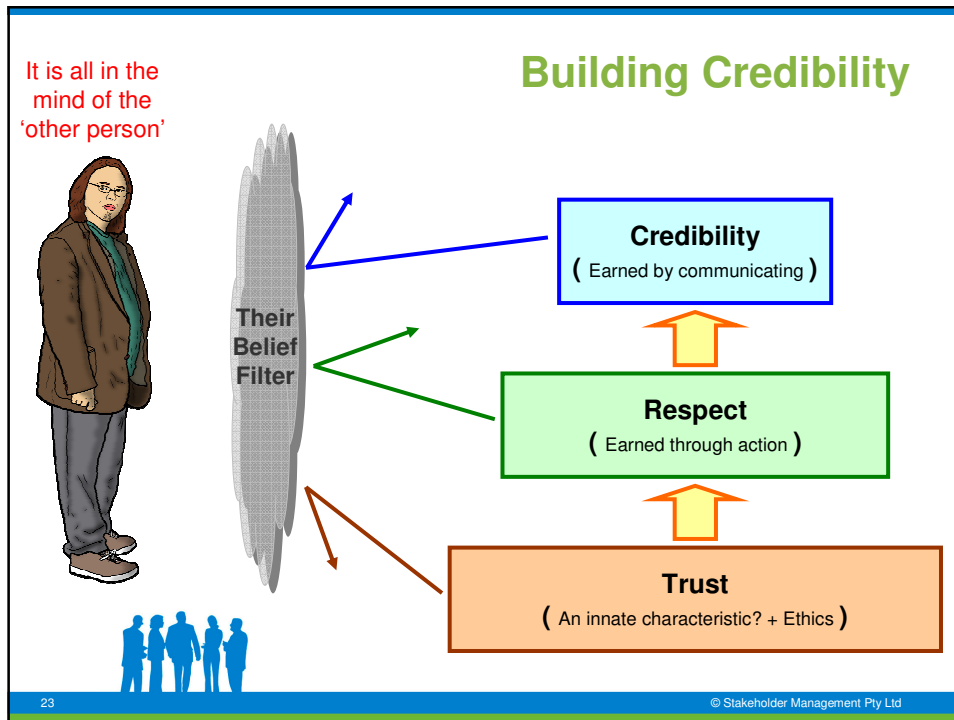 Building Credibility
It is all in the
mind of the
‘other person’
Their
Belief
Filter
Credibility
( Earned by communicating )
Respect
( Earned through action )
Trust
( An innate characteristic? + Ethics )
23
© Stakeholder Management Pty Ltd